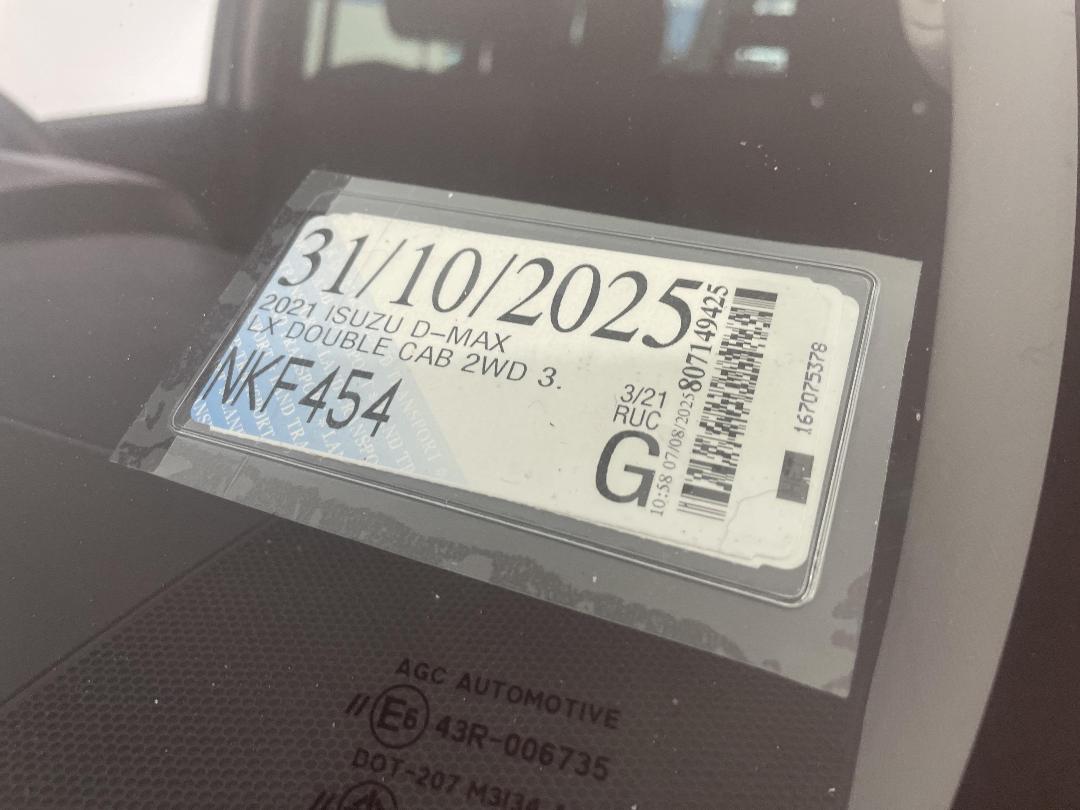 31/10/2025
2021 ISUZU D-MAX
LX DOUBLE CAB 2WD 3.
NKF454
3/21
RUC
G
10:58 07/08/2025
807149425
167075378
AGC AUTOMOTIVE
E6 43R-006735
DOT-207 M3134